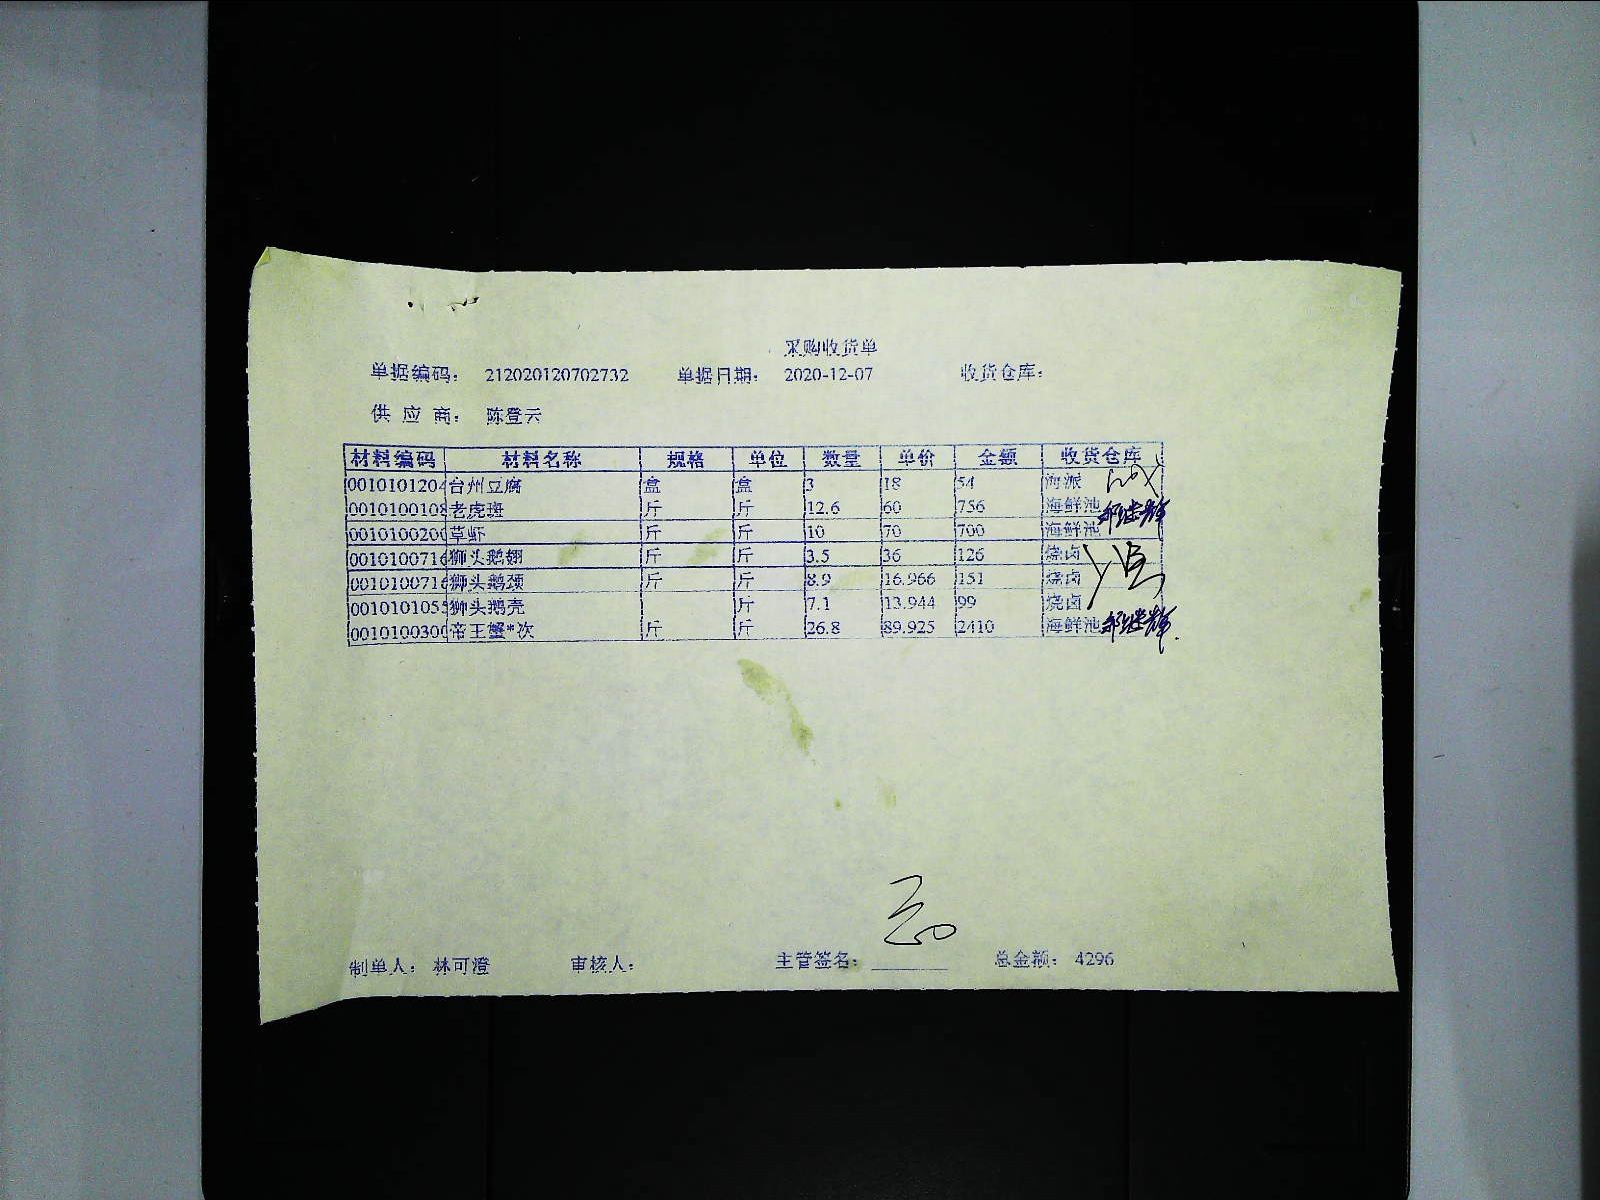 采购收货单
单据编码： 212020120702732 单据日期： 2020-12-07 收货仓库：
供 应 商： 陈登云
材料编码 材料名称 规格 单位 数量 单价 金额 收货仓库
0010101204 台州豆腐 盒 盒 3 18 54 海派
0010100108 老虎斑 斤 斤 12.6 60 756 海鲜池
0010100200 草虾 斤 斤 10 70 700 海鲜池
0010100716 狮头鹅翅 斤 斤 3.5 36 126 烧卤
0010100716 狮头鹅颈 斤 斤 8.9 16.966 151 烧卤
0010101055 狮头鹅壳 斤 7.1 13.944 99 烧卤
0010100300 帝王蟹*次 斤 斤 26.8 89.925 2410 海鲜池
制单人： 林可澄 审核人： 主管签名： 总金额： 4296